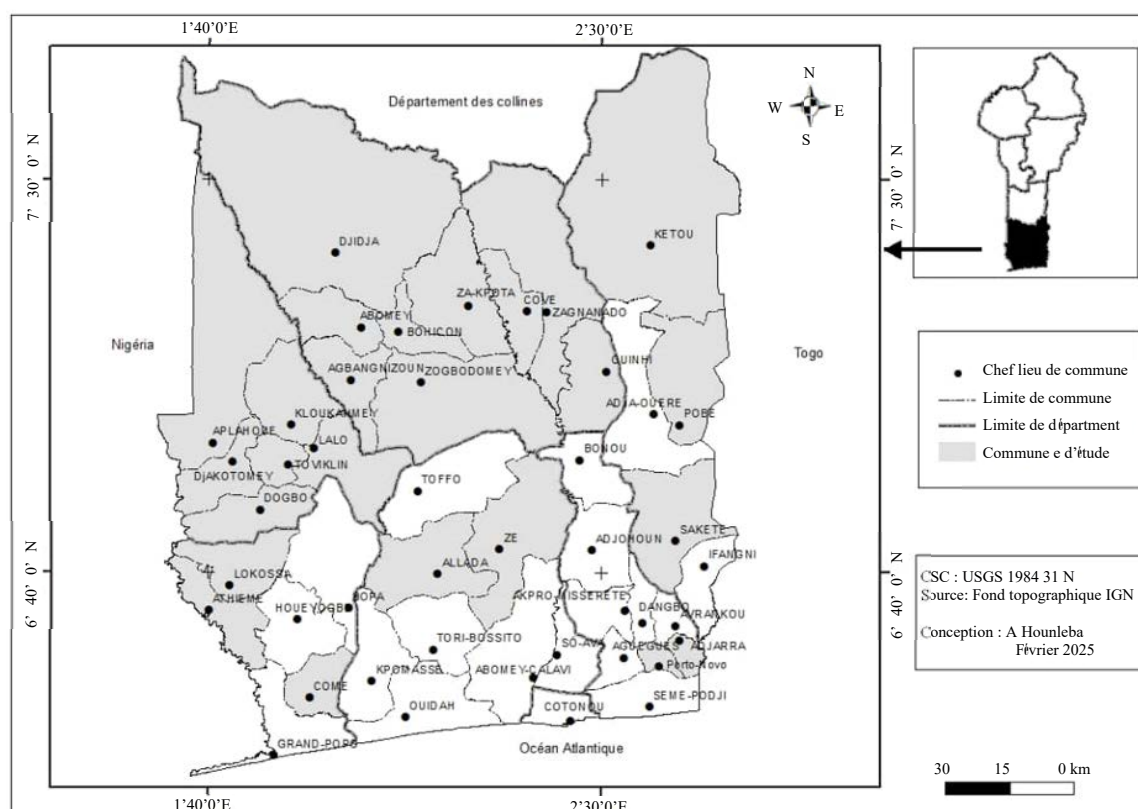 1°40'0"E
2°30'0"E
N
W
E
S
7° 30' 0" N
7° 30' 0" N
Département des collines
DJIDJA
KETOU
ZA-KPOTA
COVE
ZAGNANADO
ABOMEY
BOHICON
Nigéria
Togo
AGBANGNIZOUN
ZOGBODOMEY
OUINHI
ADJA-OUERE
POBE
KLOUKANMEY
APLAHOUE
LALO
DjAKOTOMEY
TOVIKLIN
BONOU
TOFFO
DOGBO
ZE
ADJOHOUN
SAKETE
IFANGNI
ALLADA
LOKOSSA
ATHIEME
BOPA
HOUEYOGBO
AKPRO-MISSERETE
DANGBO
AVRANKOU
6° 40' 0" N
6° 40' 0" N
TORI-BOSSITO
SO-AVA
AGUEGUES
ADJARRA
Porto-Novo
KPOMASSE
ABOMEY-CALAVI
COME
OUIDAH
COTONOU
SEME-PODJI
GRAND-POPO
Océan Atlantique
1°40'0"E
2°30'0"E
Chef lieu de commune
Limite de commune
Limite de départment
Commune e d'étude
CSC : USGS 1984 31 N
Source: Fond topographique IGN
Conception : A Hounleba
Février 2025
30 15 0 km